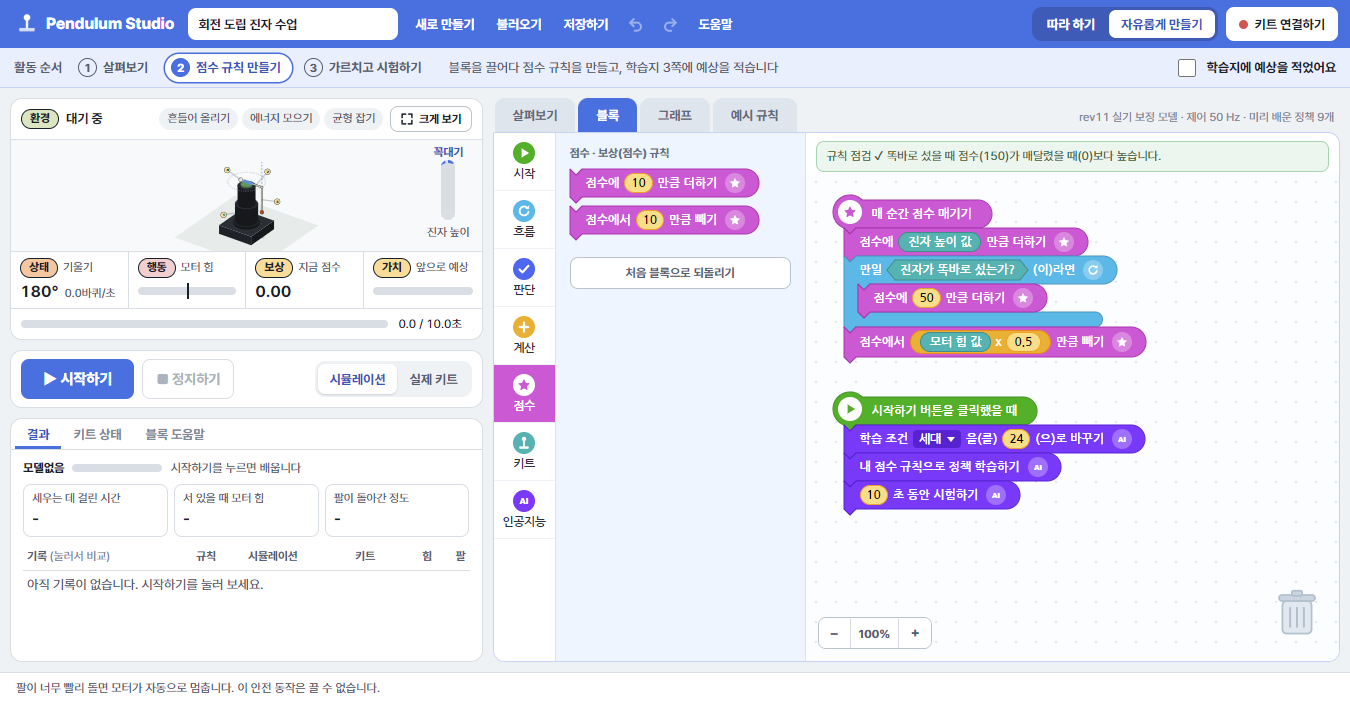 Pendulum Studio 회전 도립 진자 수업 새로 만들기 불러오기 저장하기 도움말 따라 하기 자유롭게 만들기 키트 연결하기
활동 순서 1 살펴보기 2 점수 규칙 만들기 3 가르치고 시험하기 블록을 끌어다 점수 규칙을 만들고, 학습지 3쪽에 예상을 적습니다 학습지에 예상을 적었어요
환경 대기 중 흔들어 올리기 에너지 모으기 균형 잡기 크게 보기
꼭대기
진자 높이
상태 기울기 행동 모터 힘 보상 지금 점수 가치 앞으로 예상
180° 0.0바퀴/초 0.00
0.0 / 10.0초
시작하기 정지하기 시뮬레이션 실제 키트
결과 키트 상태 블록 도움말
모델없음 시작하기를 누르면 배웁니다
세우는 데 걸린 시간 서 있을 때 모터 힘 팔이 돌아간 정도
- - -
기록 (눌러서 비교) 규칙 시뮬레이션 키트 힘 팔
아직 기록이 없습니다. 시작하기를 눌러 보세요.
살펴보기 블록 그래프 예시 규칙 rev11 실기 보정 모델 · 제어 50 Hz · 미리 배운 정책 9개
시작
흐름
판단
계산
점수
키트
AI
인공지능
점수 · 보상(점수) 규칙
점수에 10 만큼 더하기
점수에서 10 만큼 빼기
처음 블록으로 되돌리기
규칙 점검 ✓ 똑바로 섰을 때 점수(150)가 매달렸을 때(0)보다 높습니다.
매 순간 점수 매기기
점수에 진자 높이 값 만큼 더하기
만일 진자가 똑바로 섰는가? (이)라면
점수에 50 만큼 더하기
점수에서 모터 힘 값 x 0.5 만큼 빼기
시작하기 버튼을 클릭했을 때
학습 조건 세대 을(를) 24 (으)로 바꾸기 AI
내 점수 규칙으로 정책 학습하기 AI
10 초 동안 시험하기 AI
− 100% +
팔이 너무 빨리 돌면 모터가 자동으로 멈춥니다. 이 안전 동작은 끌 수 없습니다.